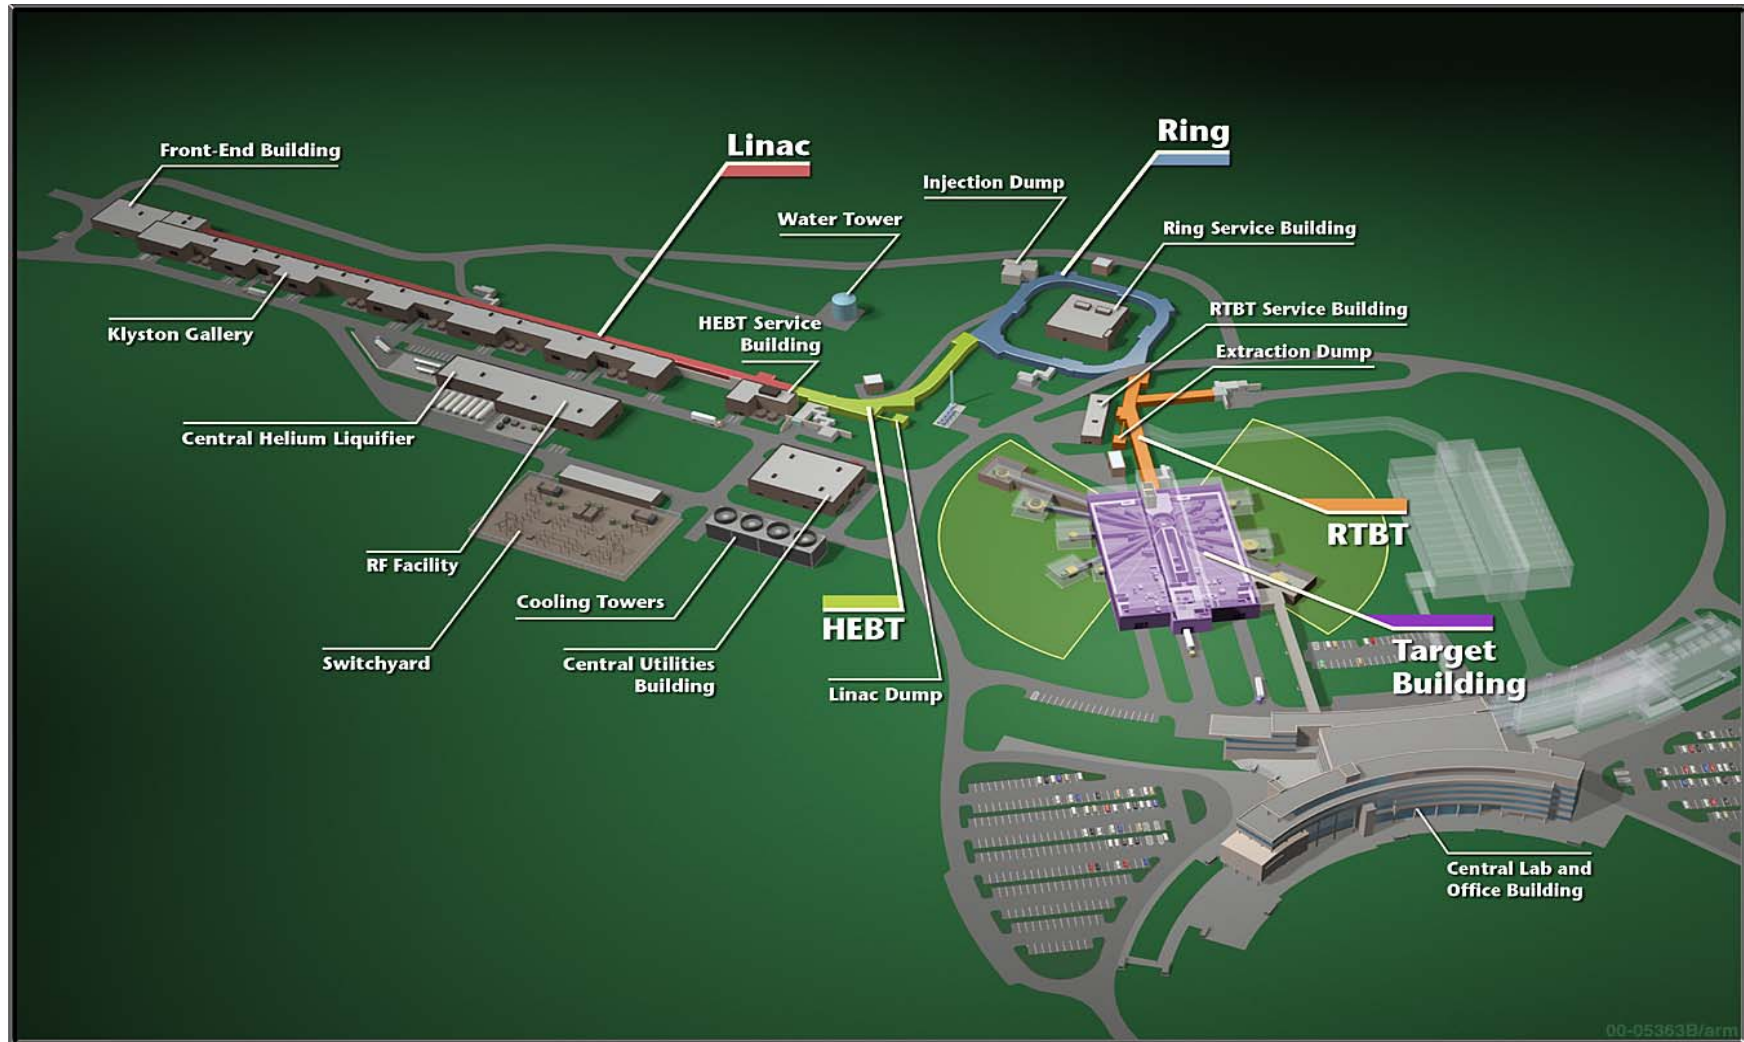 Linac
Ring
Front-End Building
Injection Dump
Water Tower
Ring Service Building
RTBT Service Building
HEBT Service
Building
Klyston Gallery
Extraction Dump
Central Helium Liquifier
RTBT
RF Facility
Cooling Towers
HEBT
Switchyard
Central Utilities
Building
Linac Dump
Target
Building
Central Lab and
Office Building
00-05363B/arm